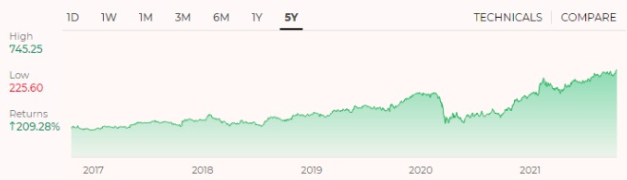 1D 1W 1M 3M 6M 1Y 5Y TECHNICALS COMPARE
High
745.25
Low
225.60
Returns
↑209.28%
2017 2018 2019 2020 2021